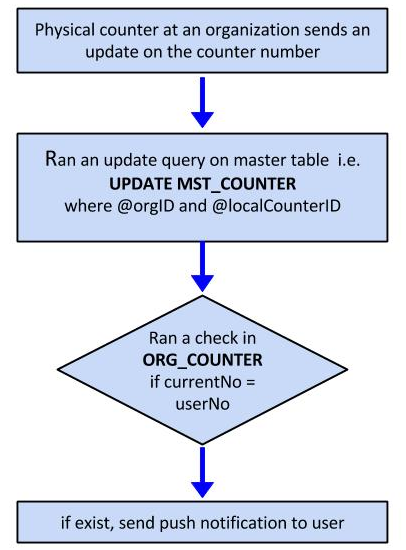 Physical counter at an organization sends an
update on the counter number
Ran an update query on master table i.e.
UPDATE MST_COUNTER
where @orgID and @localCounterID
Ran a check in
ORG_COUNTER
if currentNo =
userNo
if exist, send push notification to user